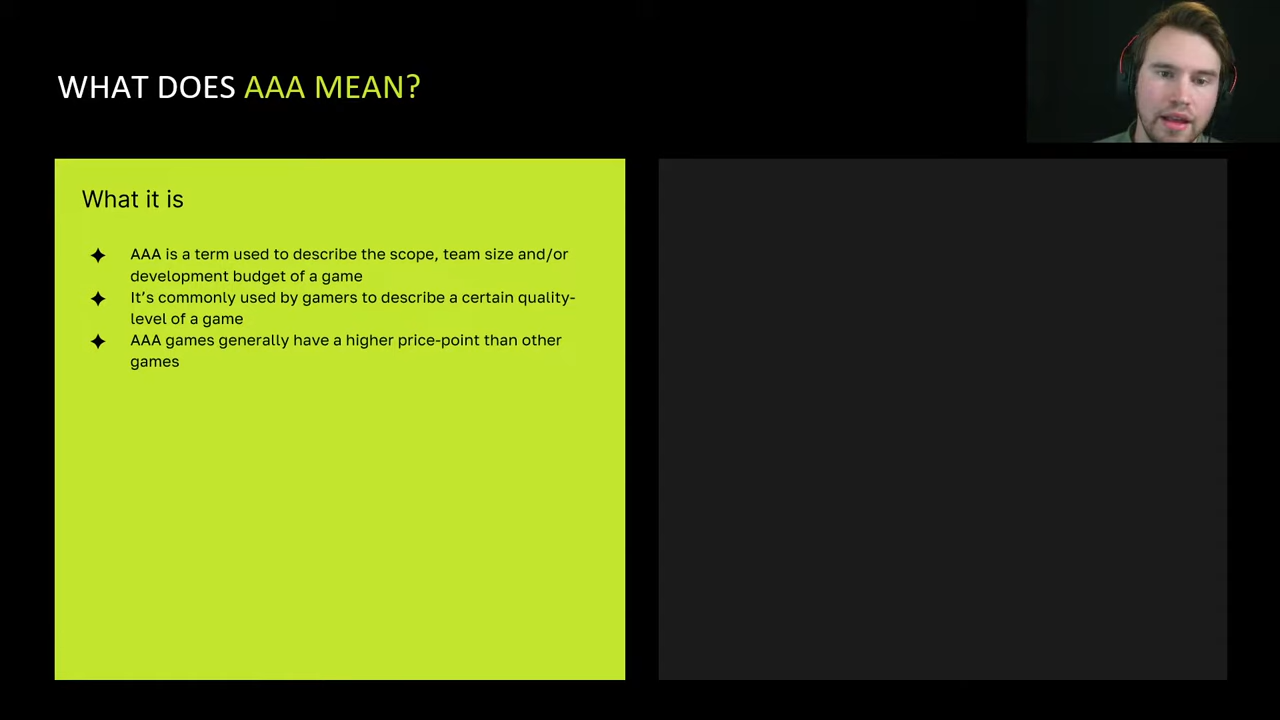 WHAT DOES AAA MEAN?
What it is
AAA is a term used to describe the scope, team size and/or
development budget of a game
It’s commonly used by gamers to describe a certain quality-
level of a game
AAA games generally have a higher price-point than other
games